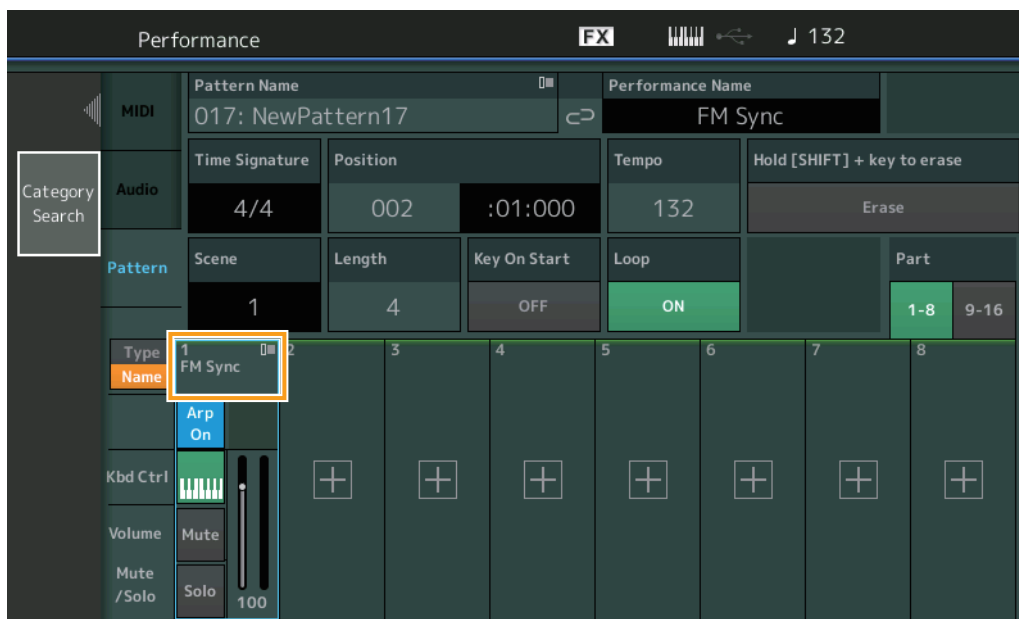 Performance
FX
132
Category
Search
MIDI
Audio
Pattern
Pattern Name
017: NewPattern17
Performance Name
FM Sync
Time Signature
4/4
Position
002
:01:000
Tempo
132
Hold [SHIFT] + key to erase
Erase
Scene
1
Length
4
Key On Start
OFF
Loop
ON
Part
1-8
9-16
Type
Name
1
FM Sync
2
3
4
5
6
7
8
Arp
On
Kbd Ctrl
Volume
Mute
Mute
/Solo
Solo
100